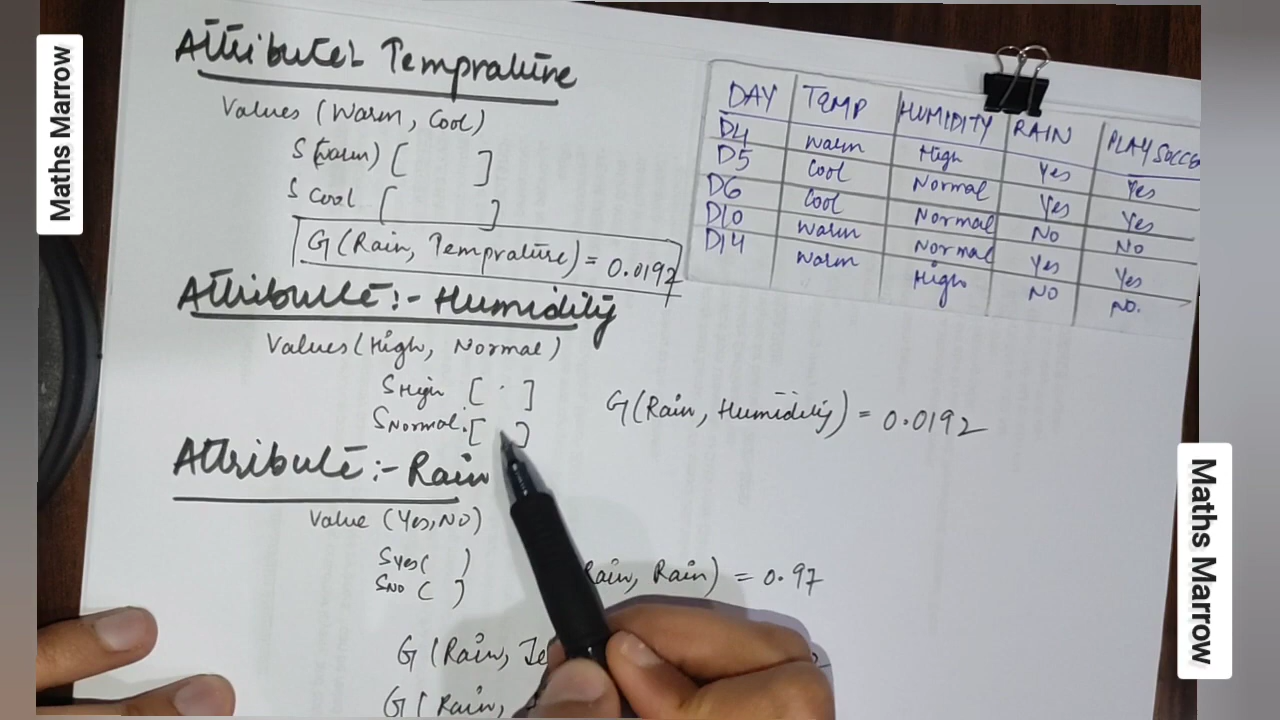 Maths Marrow
Attribute:- Temprature
Values (Warm, Cool)
S (Warm) [ ]
S Cool [ ]
G (Rain, Temprature) = 0.0192
Attribute:- Humidity
Values (High, Normal)
SHigh [ ]
SNormal: [ ]
G (Rain, Humidity) = 0.0192
Attribute:- Rain
Value (Yes, NO)
SYes ( )
SNO ( )
Rain, Rain) = 0.97
G (Rain, Te
G (Rain,
DAY TEMP HUMIDITY RAIN PLAY SOCCE
D4 Warm High Yes Yes
D5 Cool Normal Yes Yes
D6 Cool Normal NO NO
D10 Warm Normal Yes Yes
D14 Warm High NO NO.
Maths Marrow